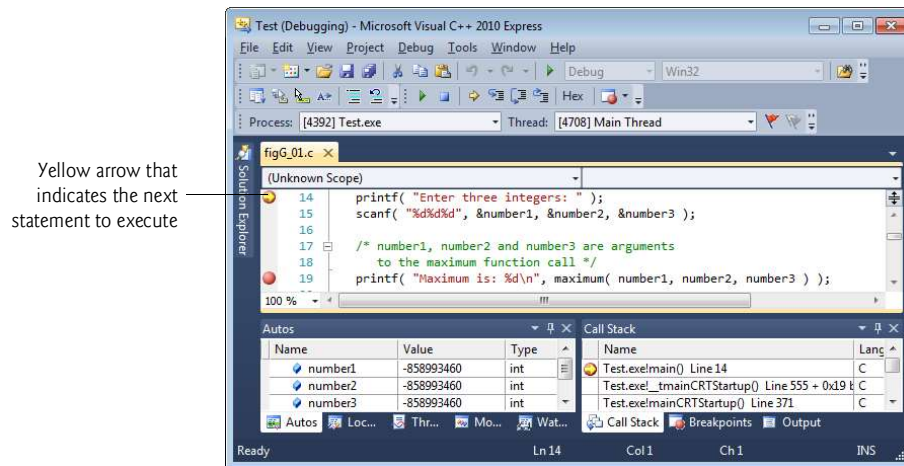 Test (Debugging) - Microsoft Visual C++ 2010 Express
File Edit View Project Debug Tools Window Help
Debug Win32
Hex
Process: [4392] Test.exe Thread: [4708] Main Thread
Solution Explorer
figG_01.c
(Unknown Scope)
Yellow arrow that
indicates the next
statement to execute
14 printf( "Enter three integers: " );
15 scanf( "%d%d%d", &number1, &number2, &number3 );
16
17 /* number1, number2 and number3 are arguments
18 to the maximum function call */
19 printf( "Maximum is: %d\n", maximum( number1, number2, number3 ) );
100 %
Autos
Name Value Type
number1 -858993460 int
number2 -858993460 int
number3 -858993460 int
Autos Loc... Thr... Mo... Wat...
Call Stack
Name Lang
Test.exe!main() Line 14 C
Test.exe!__tmainCRTStartup() Line 555 + 0x19 b C
Test.exe!mainCRTStartup() Line 371 C
Call Stack Breakpoints Output
Ready Ln 14 Col 1 Ch 1 INS